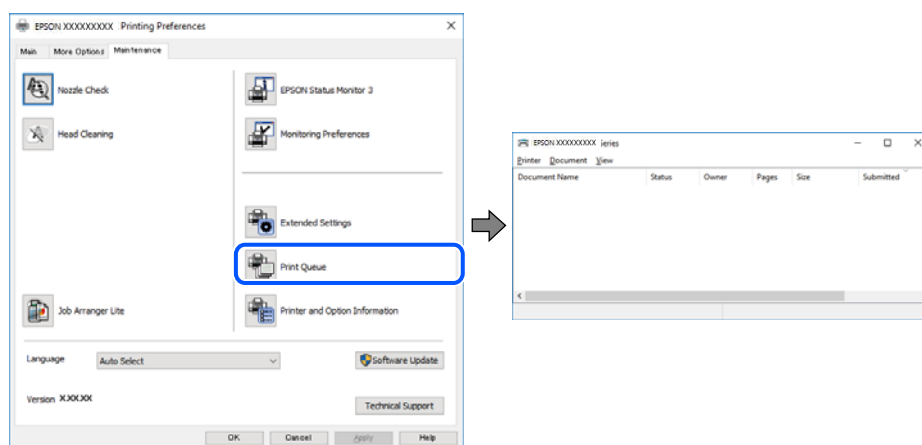 EPSON XXXXXXXXX Printing Preferences
Main More Options Maintenance
Nozzle Check
EPSON Status Monitor 3
Head Cleaning
Monitoring Preferences
Extended Settings
Print Queue
Job Arranger Lite
Printer and Option Information
Language Auto Select
Software Update
Version X.XX.XX
Technical Support
OK Cancel Apply Help
EPSON XXXXXXXXX ieries
Printer Document View
Document Name Status Owner Pages Size Submitted